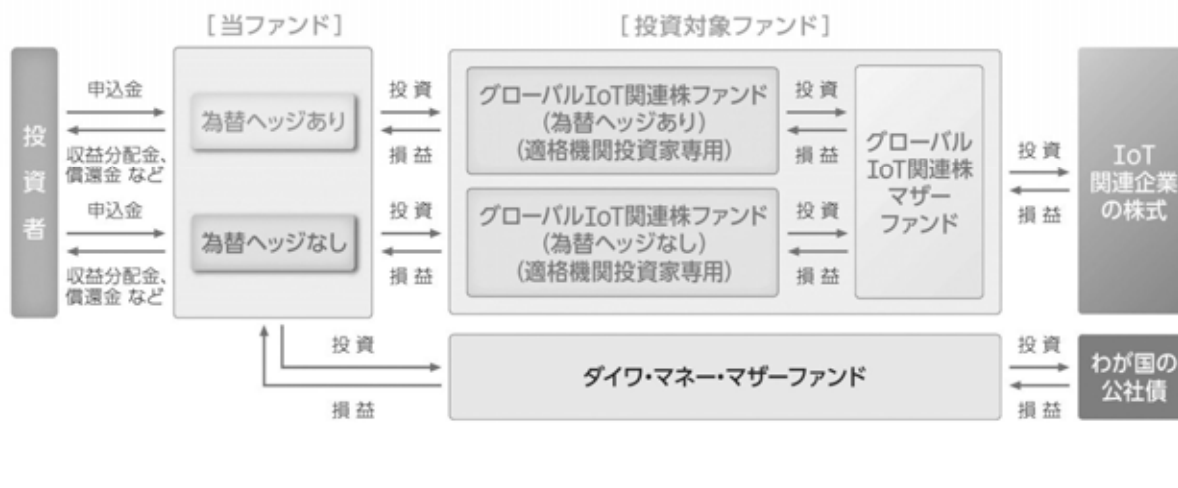 [当ファンド]
[投資対象ファンド]
投資者
申込金
収益分配金、
償還金 など
申込金
収益分配金、
償還金 など
為替ヘッジあり
為替ヘッジなし
投資
損益
投資
損益
グローバルIoT関連株ファンド
(為替ヘッジあり)
(適格機関投資家専用)
グローバルIoT関連株ファンド
(為替ヘッジなし)
(適格機関投資家専用)
投資
損益
投資
損益
グローバル
IoT関連株
マザー
ファンド
投資
損益
IoT
関連企業
の株式
投資
損益
ダイワ・マネー・マザーファンド
投資
損益
わが国の
公社債